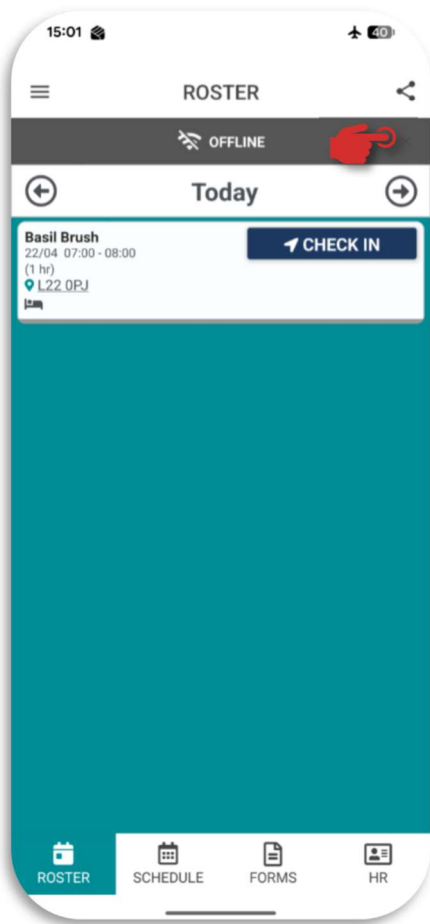 15:01
40
ROSTER
OFFLINE
Today
Basil Brush
22/04 07:00 - 08:00
(1 hr)
L22 0PJ
CHECK IN
ROSTER
SCHEDULE
FORMS
HR